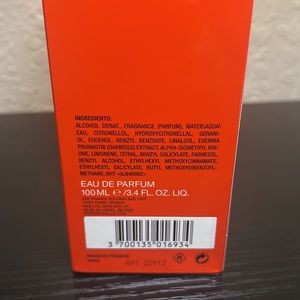 INGREDIENTS:
ALCOHOL DENAT., FRAGRANCE (PARFUM), WATER\AQUA\
EAU, CITRONELLOL, HYDROXYCITRONELLAL, GERANI-
OL, EUGENOL, BENZYL BENZOATE, LINALOOL, EVERNIA
PRUNASTRI (OAKMOSS) EXTRACT, ALPHA-ISOMETHYL ION-
ONE, LIMONENE, CITRAL, BENZYL SALICYLATE, FARNESOL,
BENZYL ALCOHOL, ETHYLHEXYL METHOXYCINNAMATE,
ETHYLHEXYL SALICYLATE, BUTYL METHOXYDIBENZOYL-
METHANE, BHT
EAU DE PARFUM
100 ML ℮ /3.4 FL. OZ. LIQ.
3 700135 016934
MADE IN FRANCE